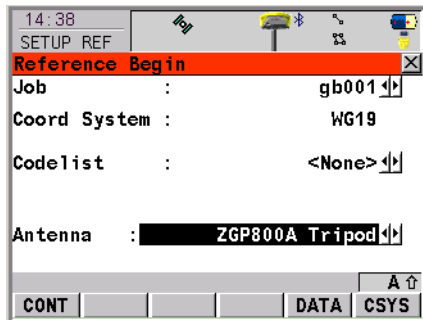 14:38
SETUP REF
Reference Begin
Job : gb001
Coord System : WG19
Codelist : <None>
Antenna : ZGP800A Tripod
A
CONT DATA CSYS